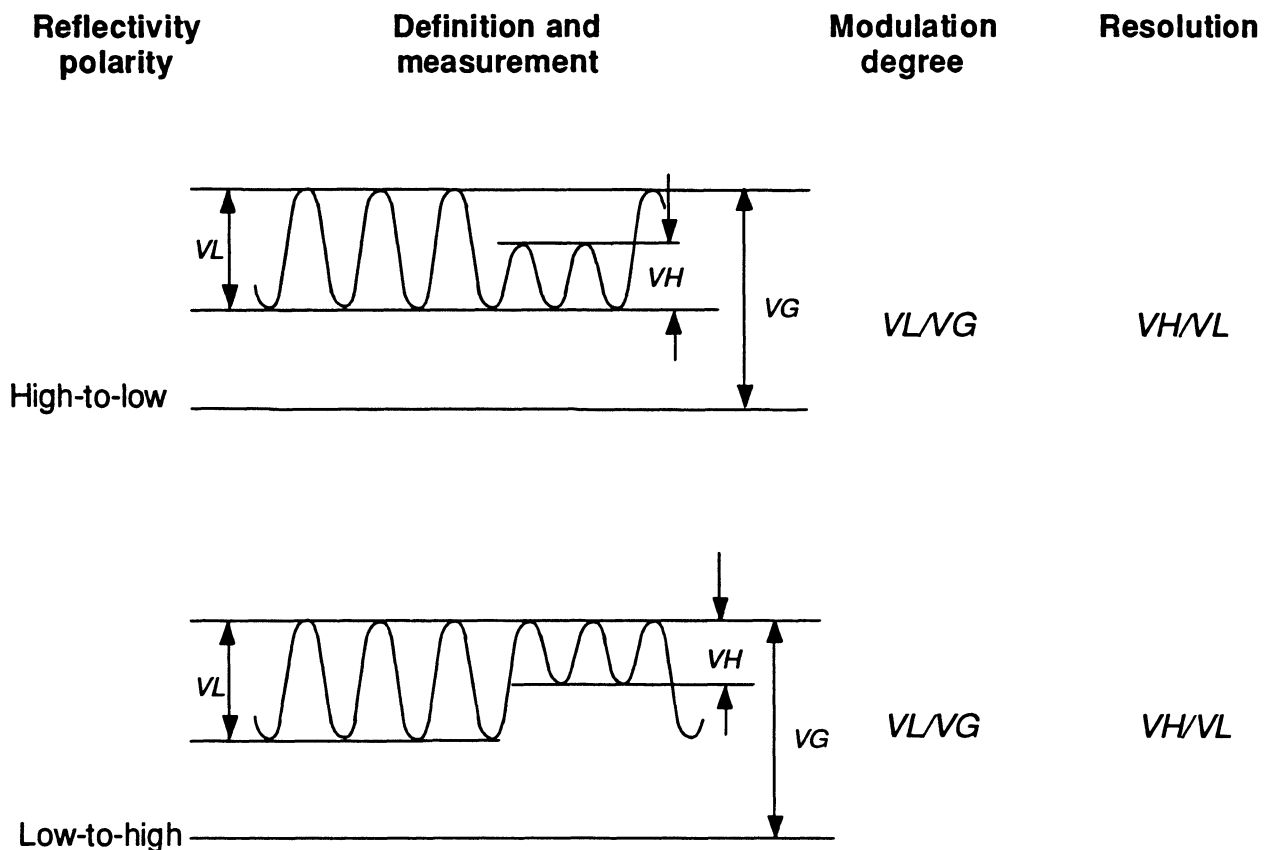 Reflectivity polarity
Definition and measurement
Modulation degree
Resolution
VL
VH
VG
VL/VG
VH/VL
High-to-low
VL
VH
VG
VL/VG
VH/VL
Low-to-high